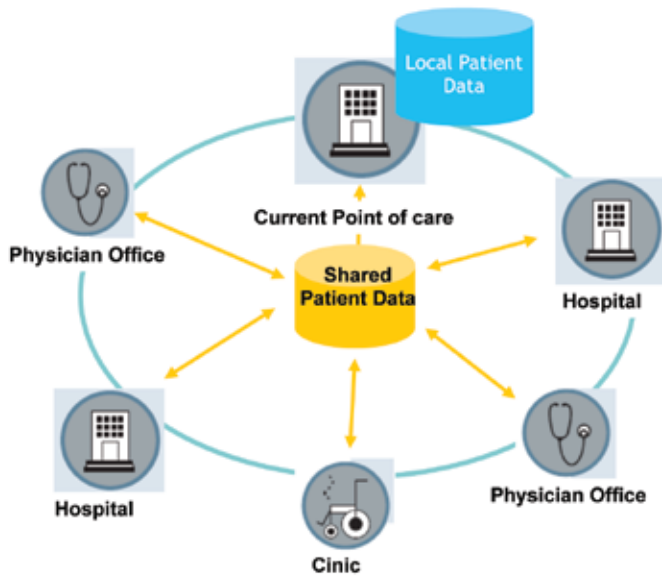 Local Patient
Data
Current Point of care
Physician Office
Shared
Patient Data
Hospital
Hospital
Physician Office
Cinic